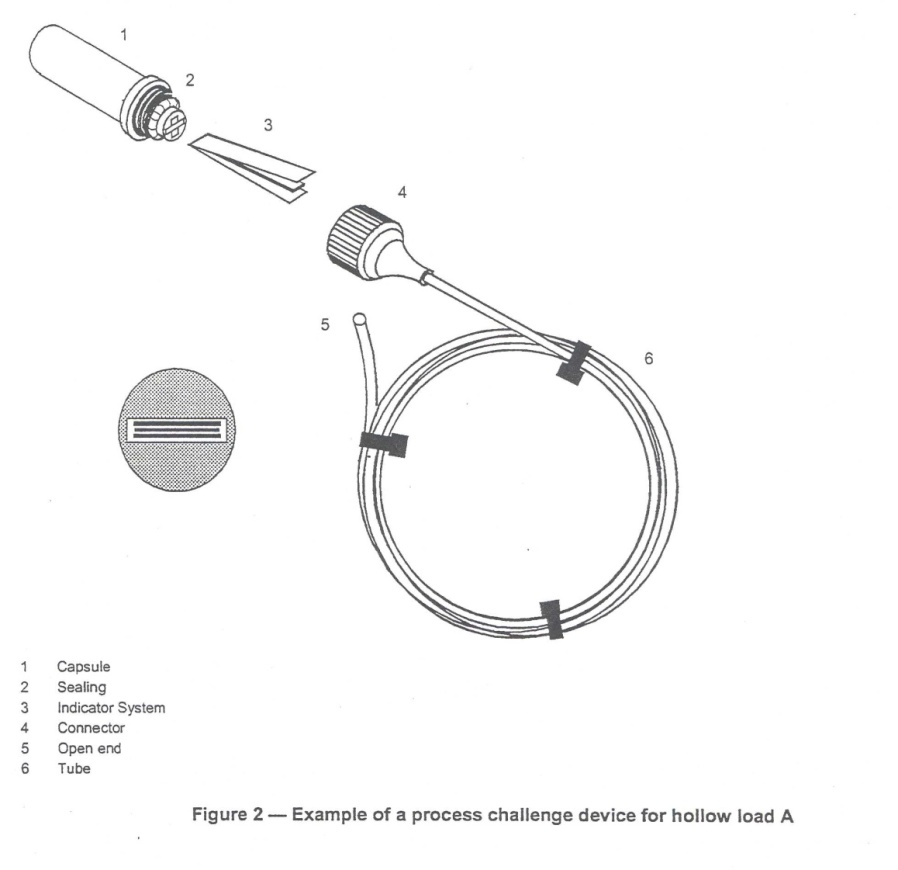 1
2
3
4
5
6
1 Capsule
2 Sealing
3 Indicator System
4 Connector
5 Open end
6 Tube
Figure 2 — Example of a process challenge device for hollow load A